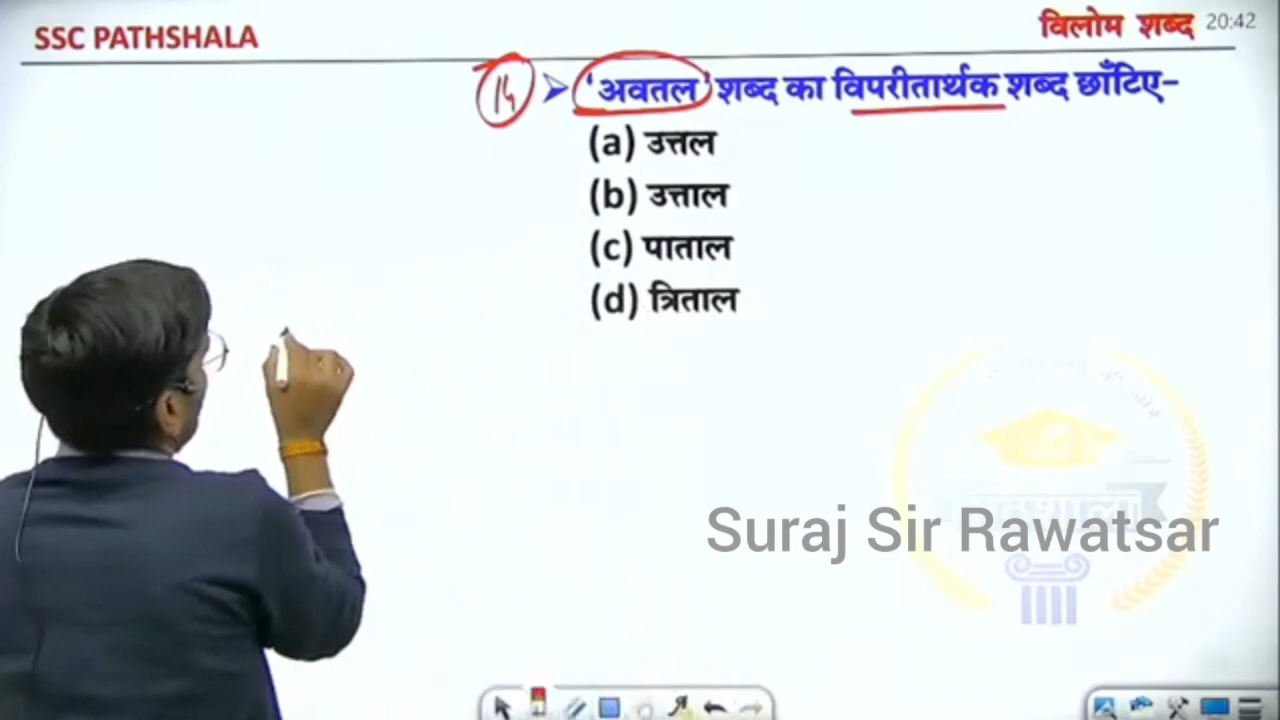 SSC PATHSHALA
विलोम शब्द 20:42
14 ➢ 'अवतल' शब्द का विपरीतार्थक शब्द छाँटिए-
(a) उत्तल
(b) उत्ताल
(c) पाताल
(d) त्रिताल
Suraj Sir Rawatsar